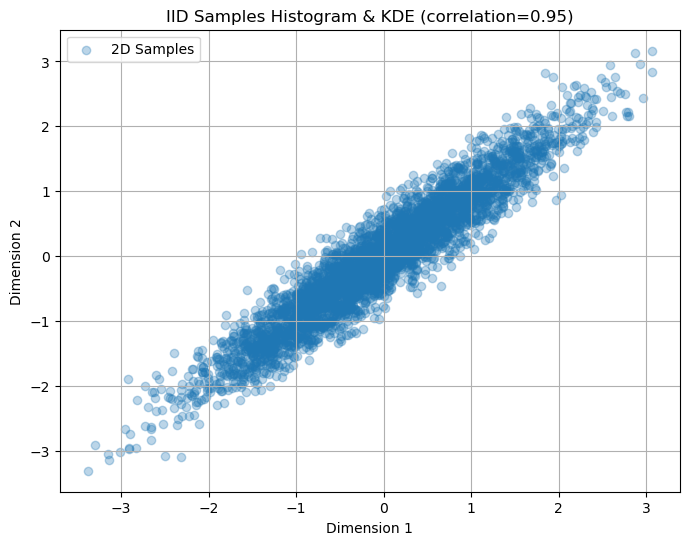 IID Samples Histogram & KDE (correlation=0.95)
2D Samples
3
2
1
0
−1
−2
−3
Dimension 2
−3 −2 −1 0 1 2 3
Dimension 1